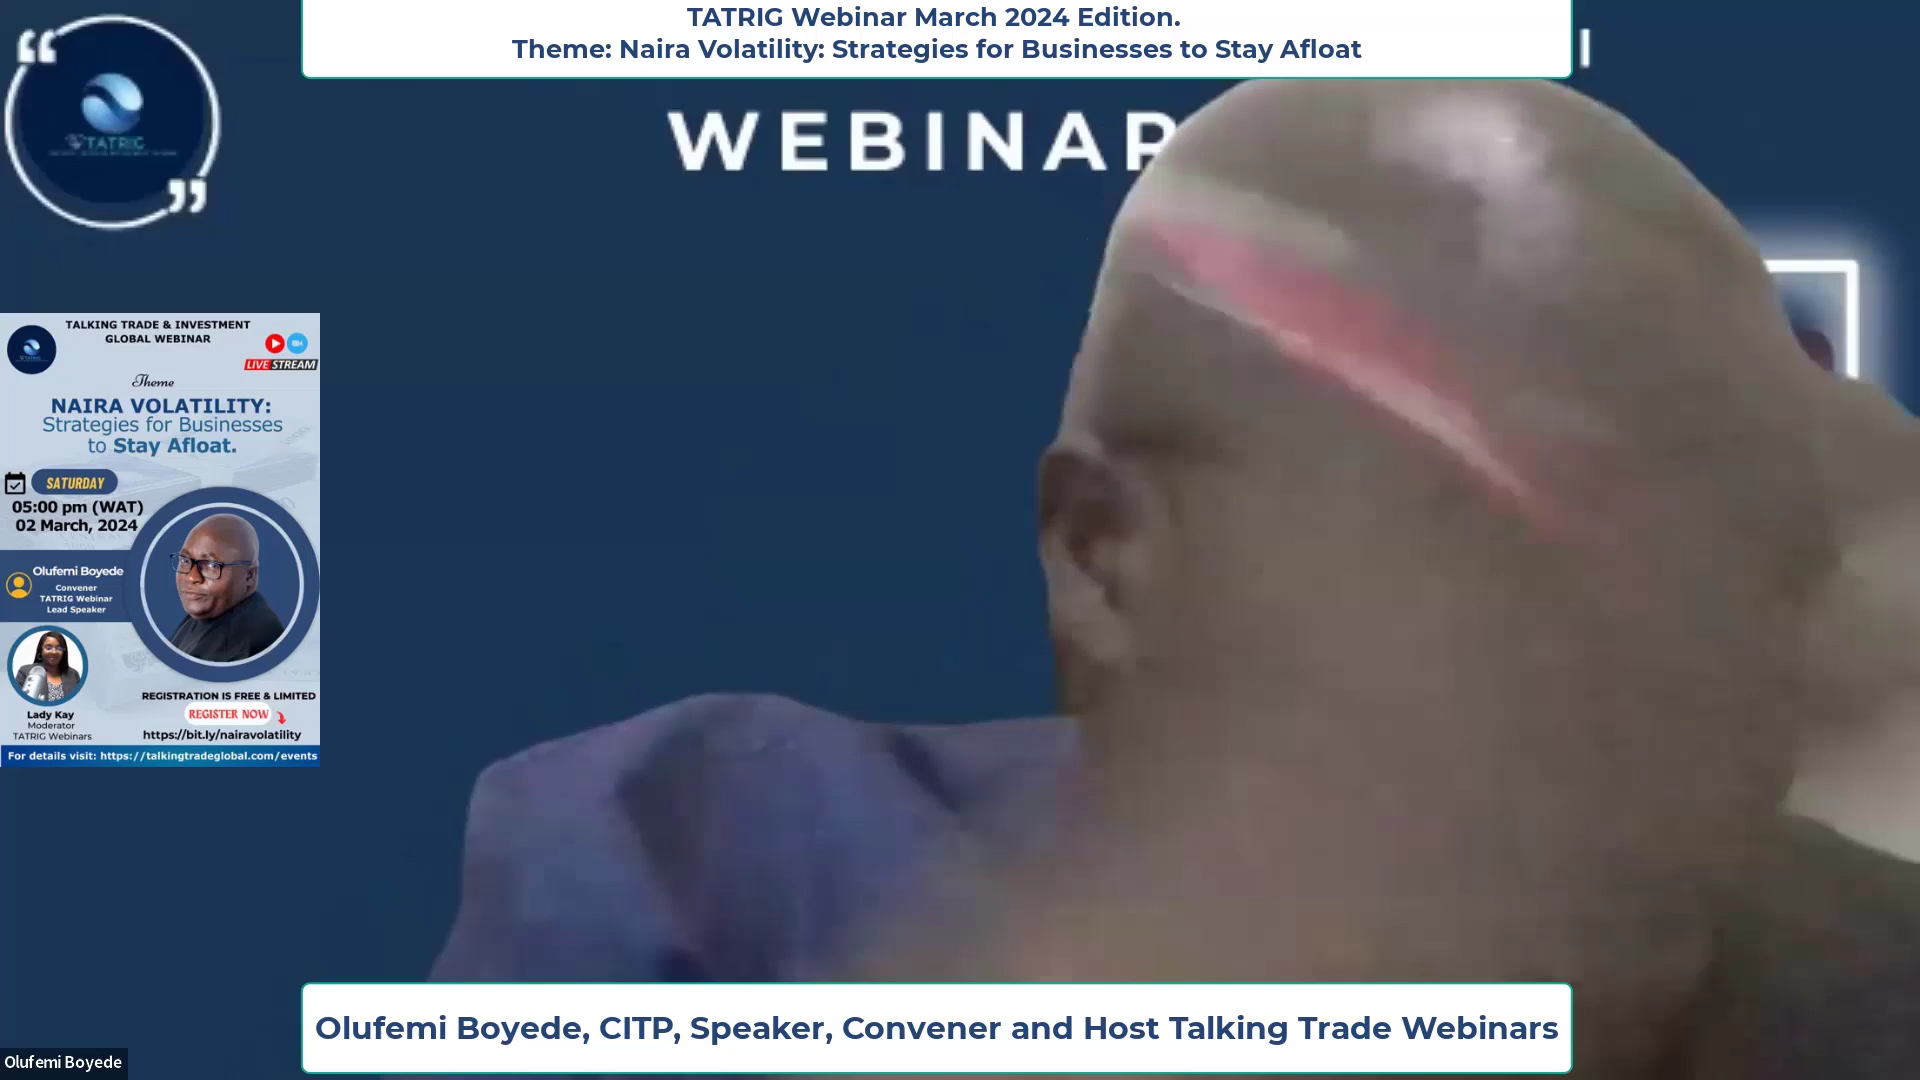 TATRIG Webinar March 2024 Edition.
Theme: Naira Volatility: Strategies for Businesses to Stay Afloat
WEBINAR
TATRIG
TALKING TRADE & INVESTMENT
GLOBAL WEBINAR
LIVE STREAM
Theme
NAIRA VOLATILITY:
Strategies for Businesses
to Stay Afloat.
SATURDAY
05:00 pm (WAT)
02 March, 2024
Olufemi Boyede
Convener
TATRIG Webinar
Lead Speaker
Lady Kay
Moderator
TATRIG Webinars
REGISTRATION IS FREE & LIMITED
REGISTER NOW
https://bit.ly/nairavolatility
For details visit: https://talkingtradeglobal.com/events
Olufemi Boyede, CITP, Speaker, Convener and Host Talking Trade Webinars
Olufemi Boyede